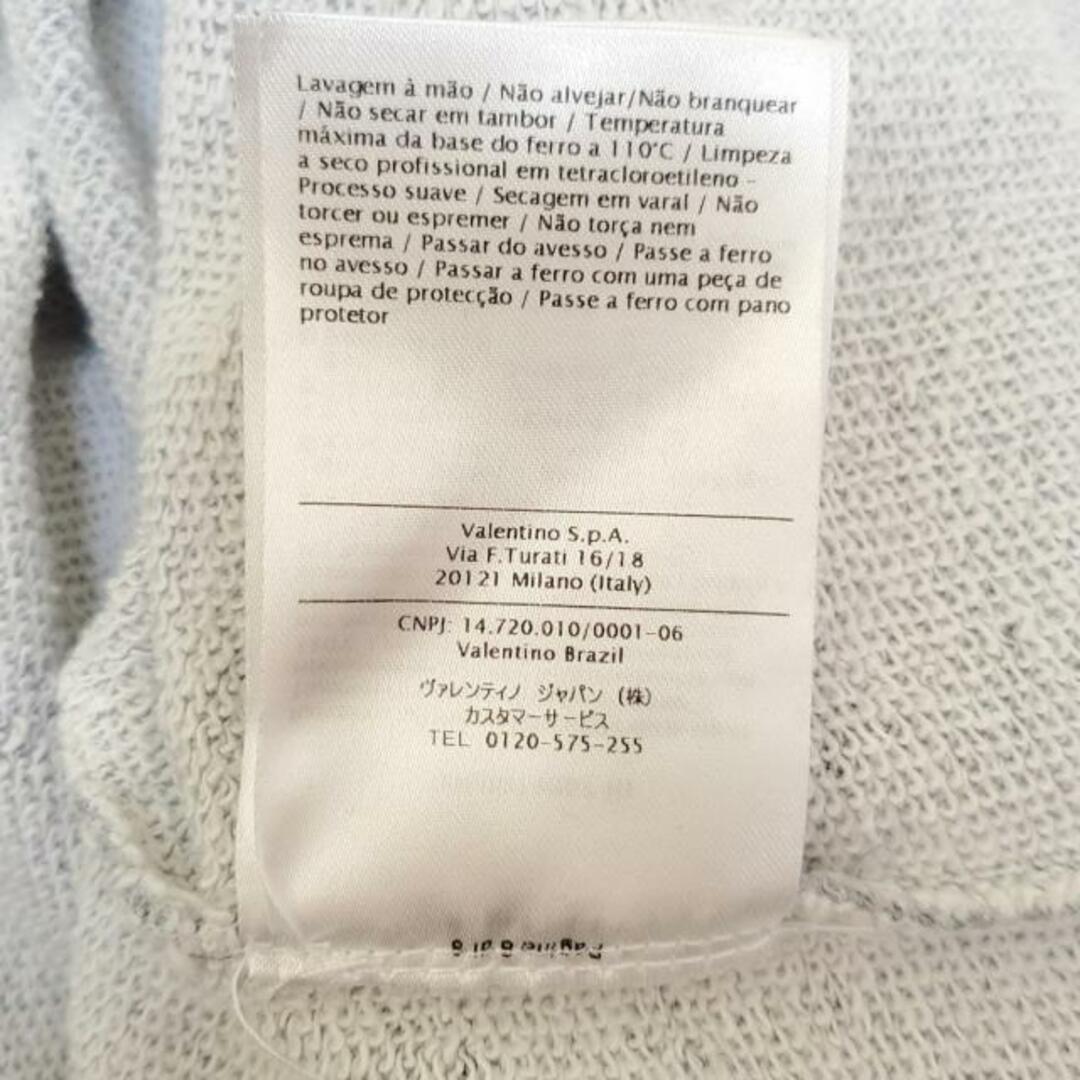 Lavagem à mão / Não alvejar/Não branquear
/ Não secar em tambor / Temperatura
máxima da base do ferro a 110°C / Limpeza
a seco profissional em tetracloroetileno -
Processo suave / Secagem em varal / Não
torcer ou espremer / Não torça nem
esprema / Passar do avesso / Passe a ferro
no avesso / Passar a ferro com uma peça de
roupa de protecção / Passe a ferro com pano
protetor
Valentino S.p.A.
Via F.Turati 16/18
20121 Milano (Italy)
CNPJ: 14.720.010/0001-06
Valentino Brazil
ヴァレンティノ ジャパン (株)
カスタマーサービス
TEL 0120-575-255